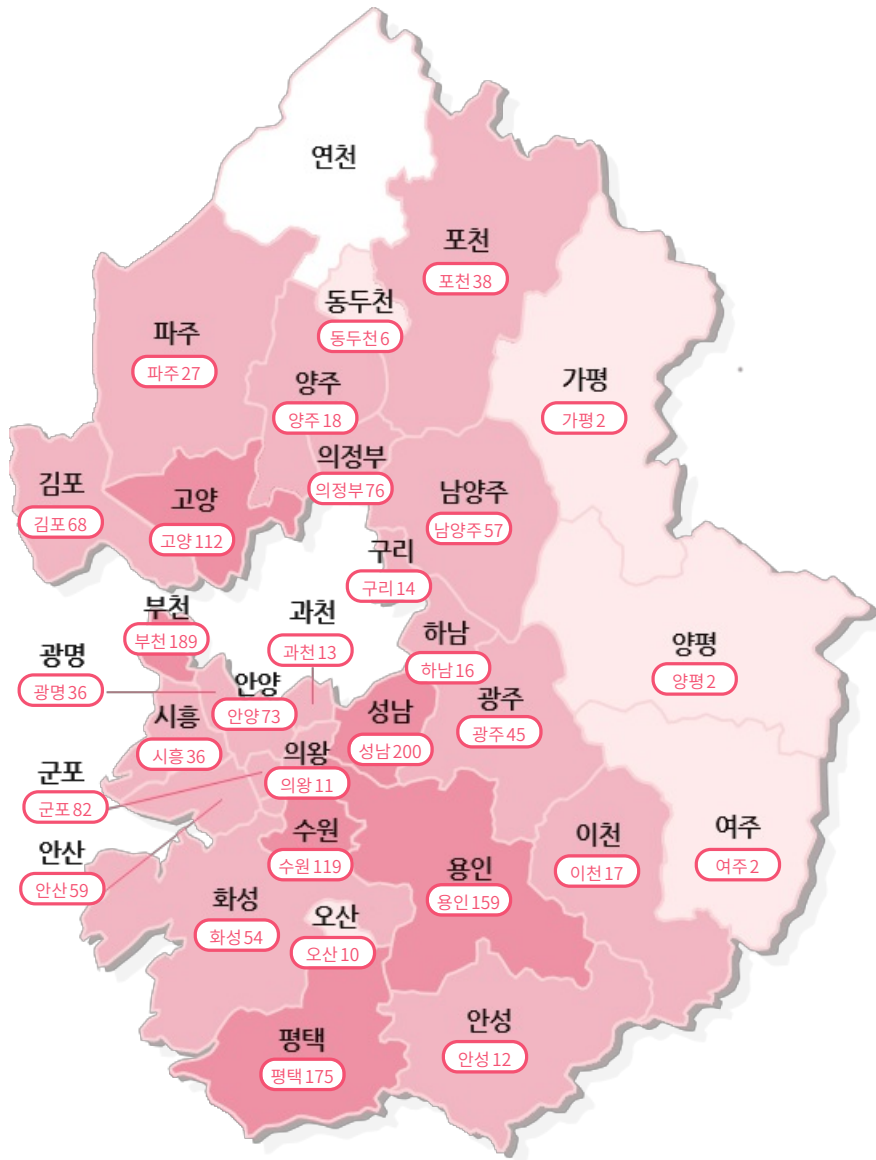 연천
포천
포천38
동두천
동두천6
파주
파주27
양주
양주18
가평
가평2
의정부
의정부76
김포
김포68
고양
고양112
남양주
남양주57
구리
구리14
부천
부천189
과천
과천13
하남
하남16
양평
양평2
광명
광명36
안양
안양73
시흥
시흥36
성남
성남200
광주
광주45
의왕
의왕11
군포
군포82
수원
수원119
이천
이천17
여주
여주2
안산
안산59
용인
용인159
화성
화성54
오산
오산10
안성
안성12
평택
평택175